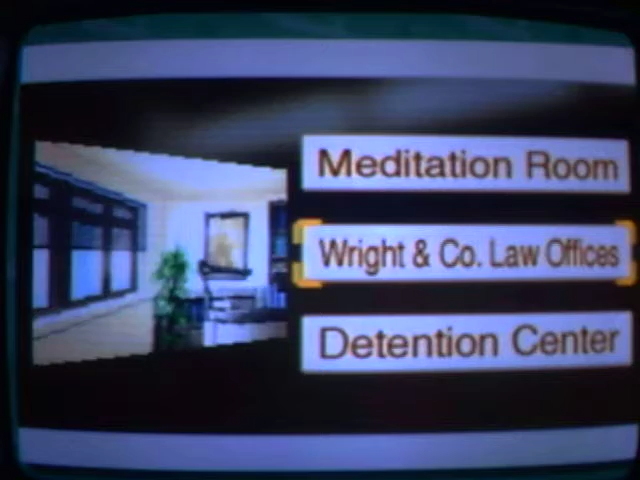 Meditation Room
Wright & Co. Law Offices
Detention Center